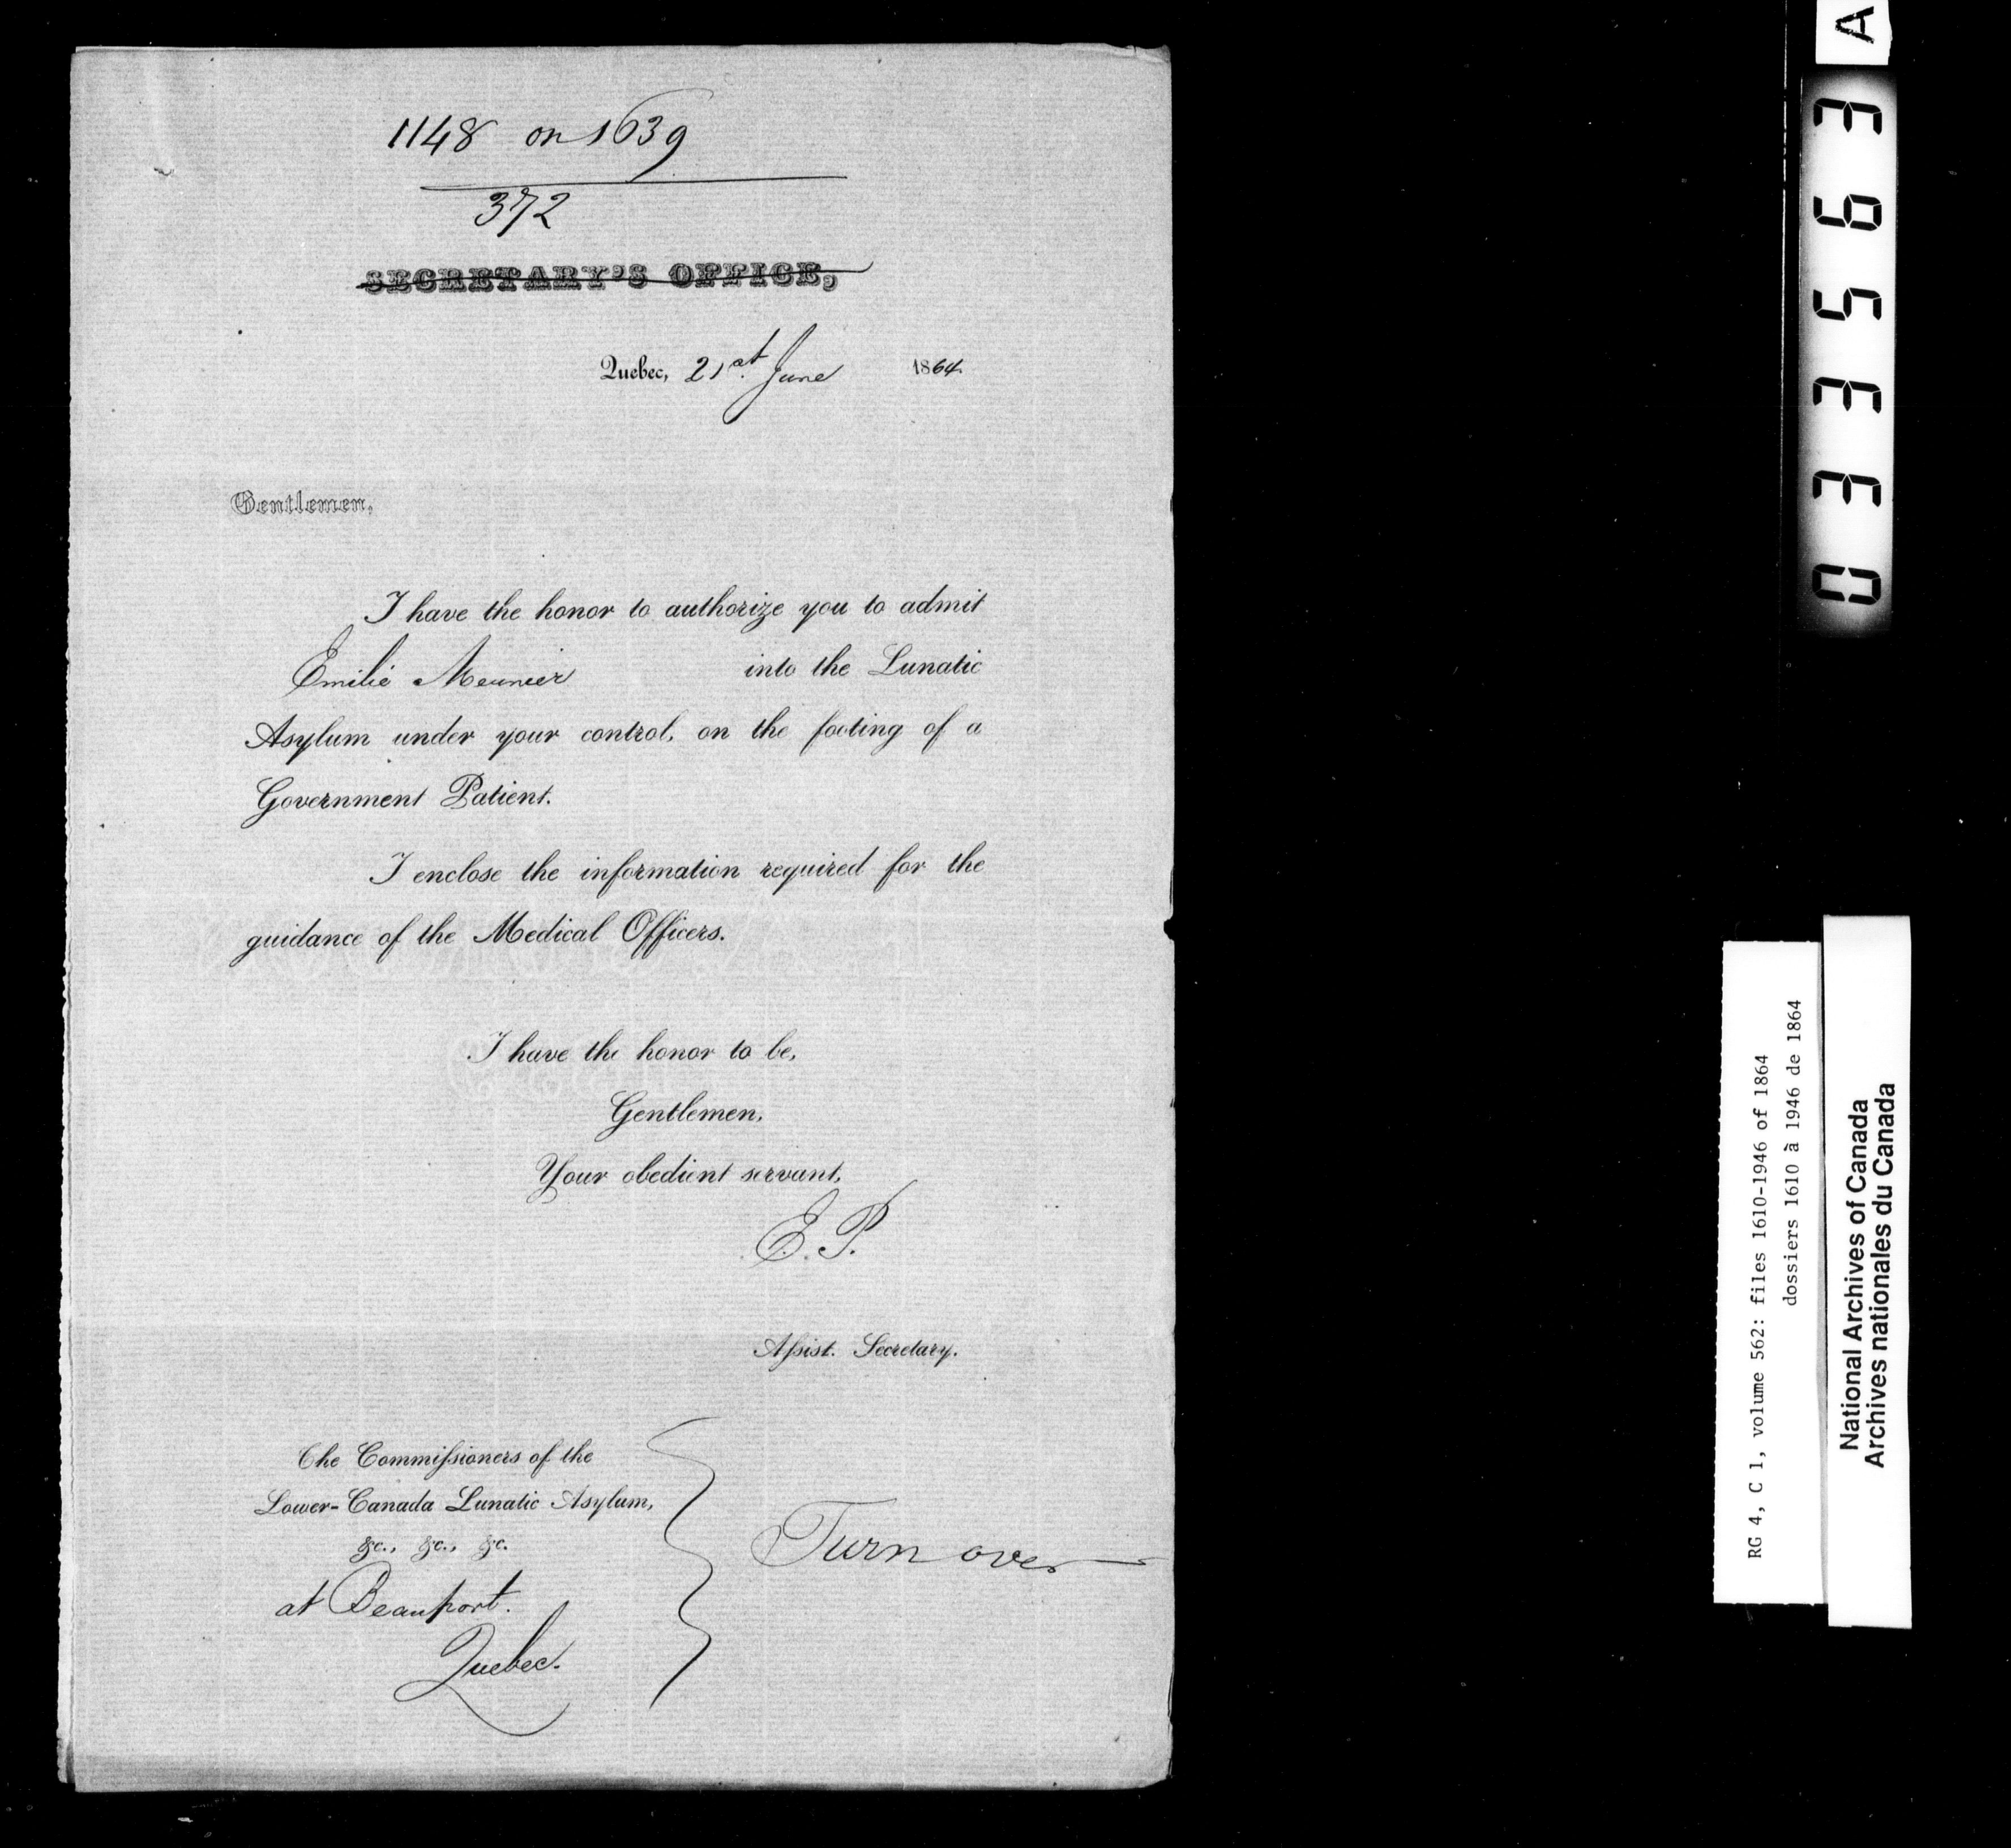 1148 on 1639
372
SECRETARY'S OFFICE,
Quebec, 21st June 1864.
Gentlemen,
I have the honor to authorize you to admit
Emilie Meunier into the Lunatic
Asylum under your control, on the footing of a
Government Patient.
I enclose the information required for the
guidance of the Medical Officers.
I have the honor to be,
Gentlemen,
Your obedient servant,
E. P.
Assist. Secretary.
The Commissioners of the
Lower-Canada Lunatic Asylum,
&c., &c., &c.
at Beauport.
Quebec.
Turn over
033563
A
RG 4, C 1, volume 562: files 1610-1946 of 1864
dossiers 1610 à 1946 de 1864
National Archives of Canada
Archives nationales du Canada